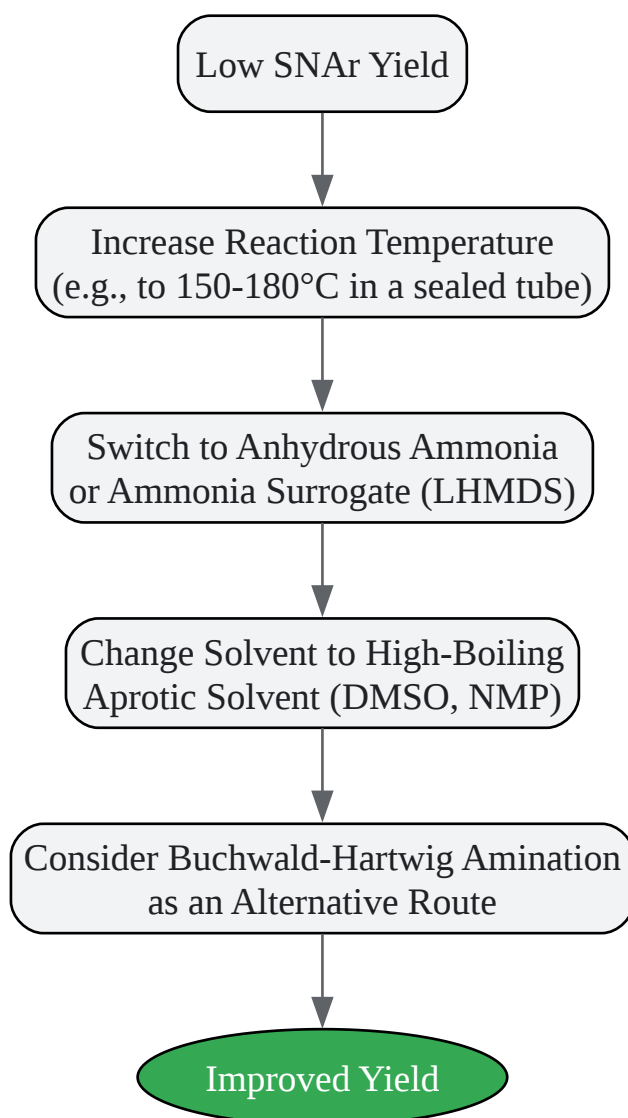 Low SNAr Yield
Increase Reaction Temperature
(e.g., to 150-180°C in a sealed tube)
Switch to Anhydrous Ammonia
or Ammonia Surrogate (LHMDS)
Change Solvent to High-Boiling
Aprotic Solvent (DMSO, NMP)
Consider Buchwald-Hartwig Amination
as an Alternative Route
Improved Yield